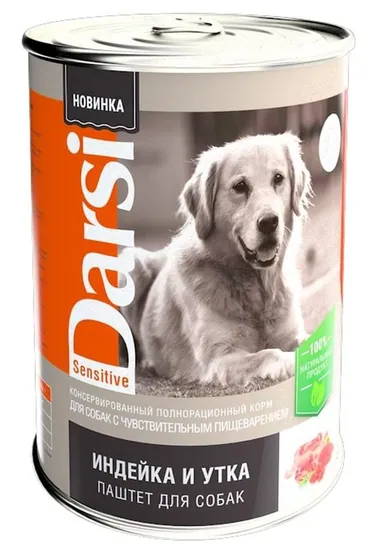 НОВИНКА
Darsi
Sensitive
КОНСЕРВИРОВАННЫЙ ПОЛНОРАЦИОННЫЙ КОРМ
ДЛЯ СОБАК С ЧУВСТВИТЕЛЬНЫМ ПИЩЕВАРЕНИЕМ
100%
НАТУРАЛЬНЫЙ
ПРОДУКТ
ИНДЕЙКА И УТКА
ПАШТЕТ ДЛЯ СОБАК